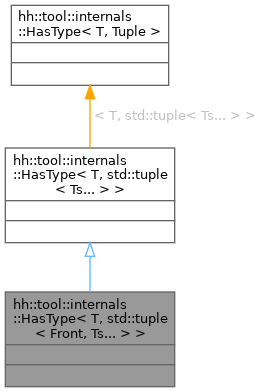 hh::tool::internals
::HasType< T, Tuple >
< T, std::tuple< Ts... > >
hh::tool::internals
::HasType< T, std::tuple
< Ts... > >
hh::tool::internals
::HasType< T, std::tuple
< Front, Ts... > >